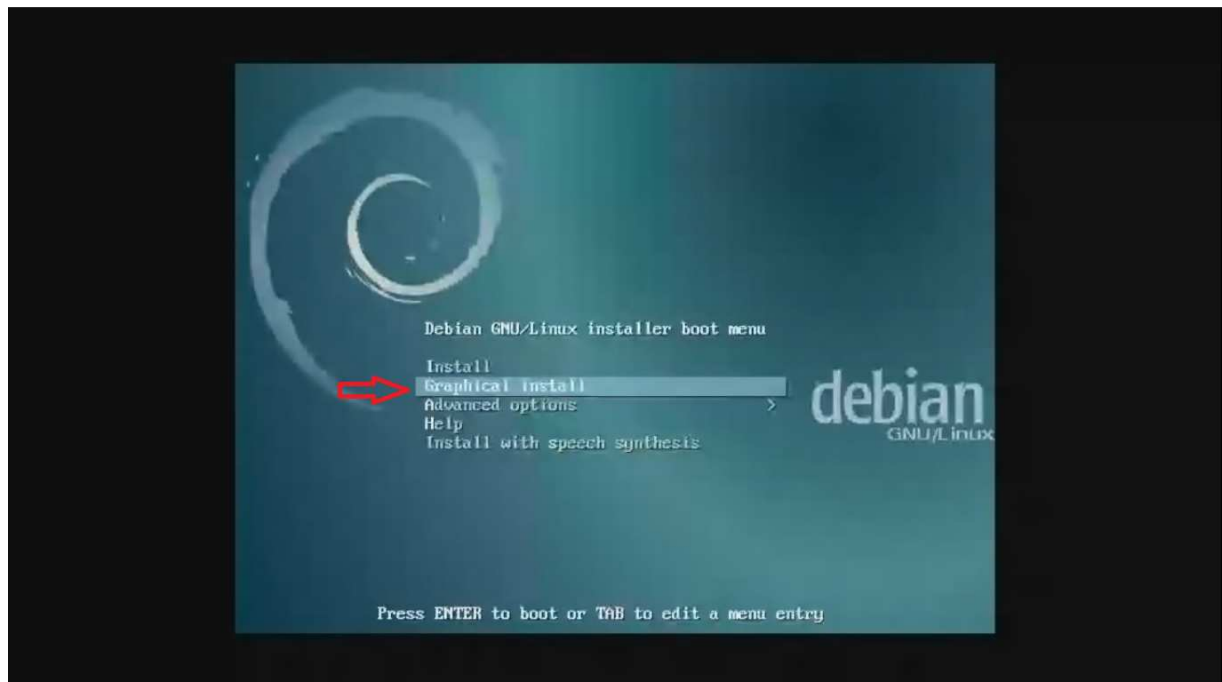 Debian GNU/Linux installer boot menu
Install
Graphical install
Advanced options >
Help
Install with speech synthesis
debian
GNU/Linux
Press ENTER to boot or TAB to edit a menu entry